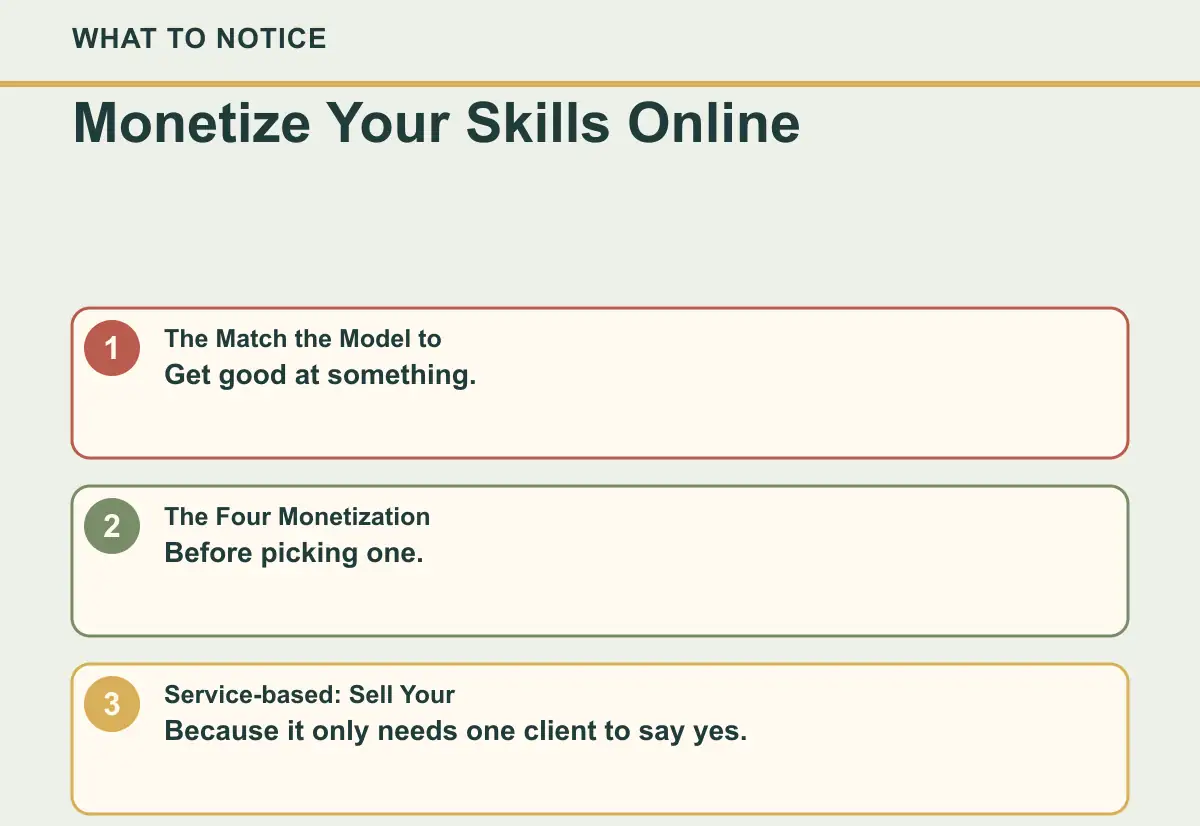 WHAT TO NOTICE
Monetize Your Skills Online
1
The Match the Model to
Get good at something.
2
The Four Monetization
Before picking one.
3
Service-based: Sell Your
Because it only needs one client to say yes.